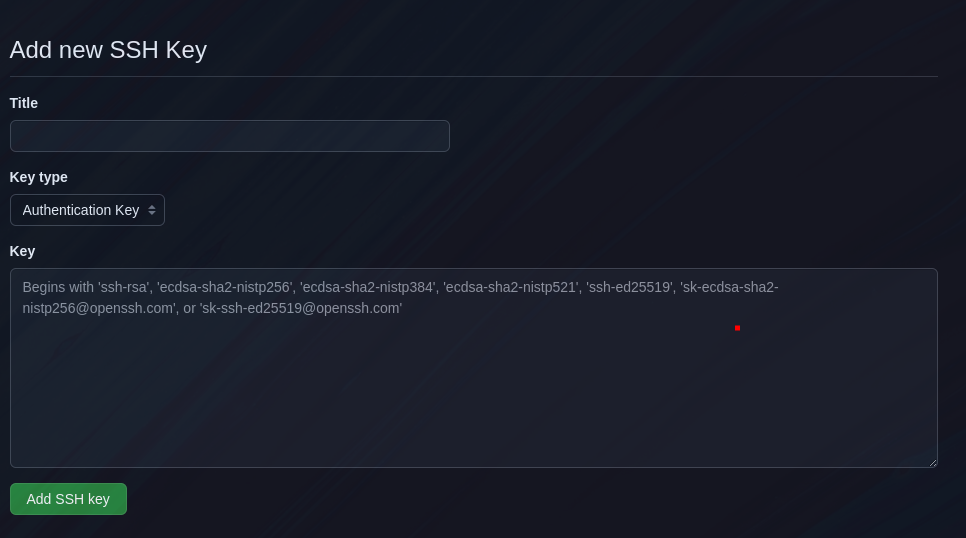 Add new SSH Key
Title
Key type
Authentication Key
Key
Begins with 'ssh-rsa', 'ecdsa-sha2-nistp256', 'ecdsa-sha2-nistp384', 'ecdsa-sha2-nistp521', 'ssh-ed25519', 'sk-ecdsa-sha2-
nistp256@openssh.com', or 'sk-ssh-ed25519@openssh.com'
Add SSH key